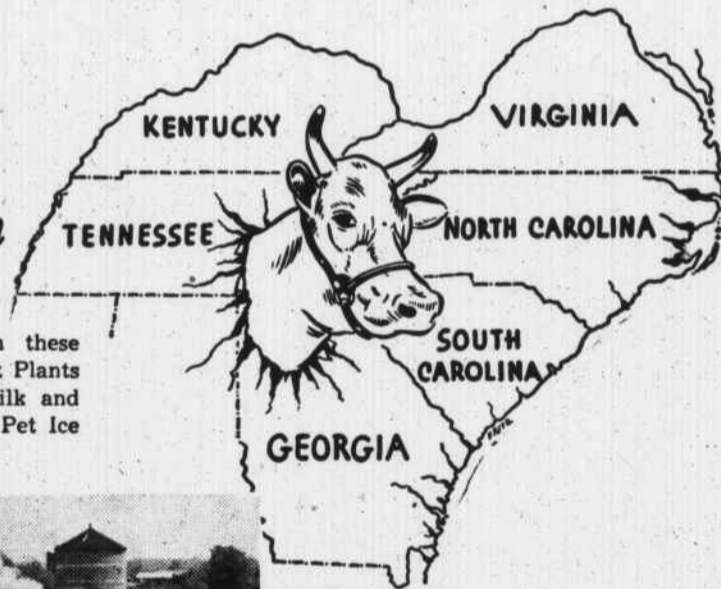 KENTUCKY
VIRGINIA
TENNESSEE
NORTH CAROLINA
SOUTH
CAROLINA
GEORGIA
these
Plants
ilk and
Pet Ice